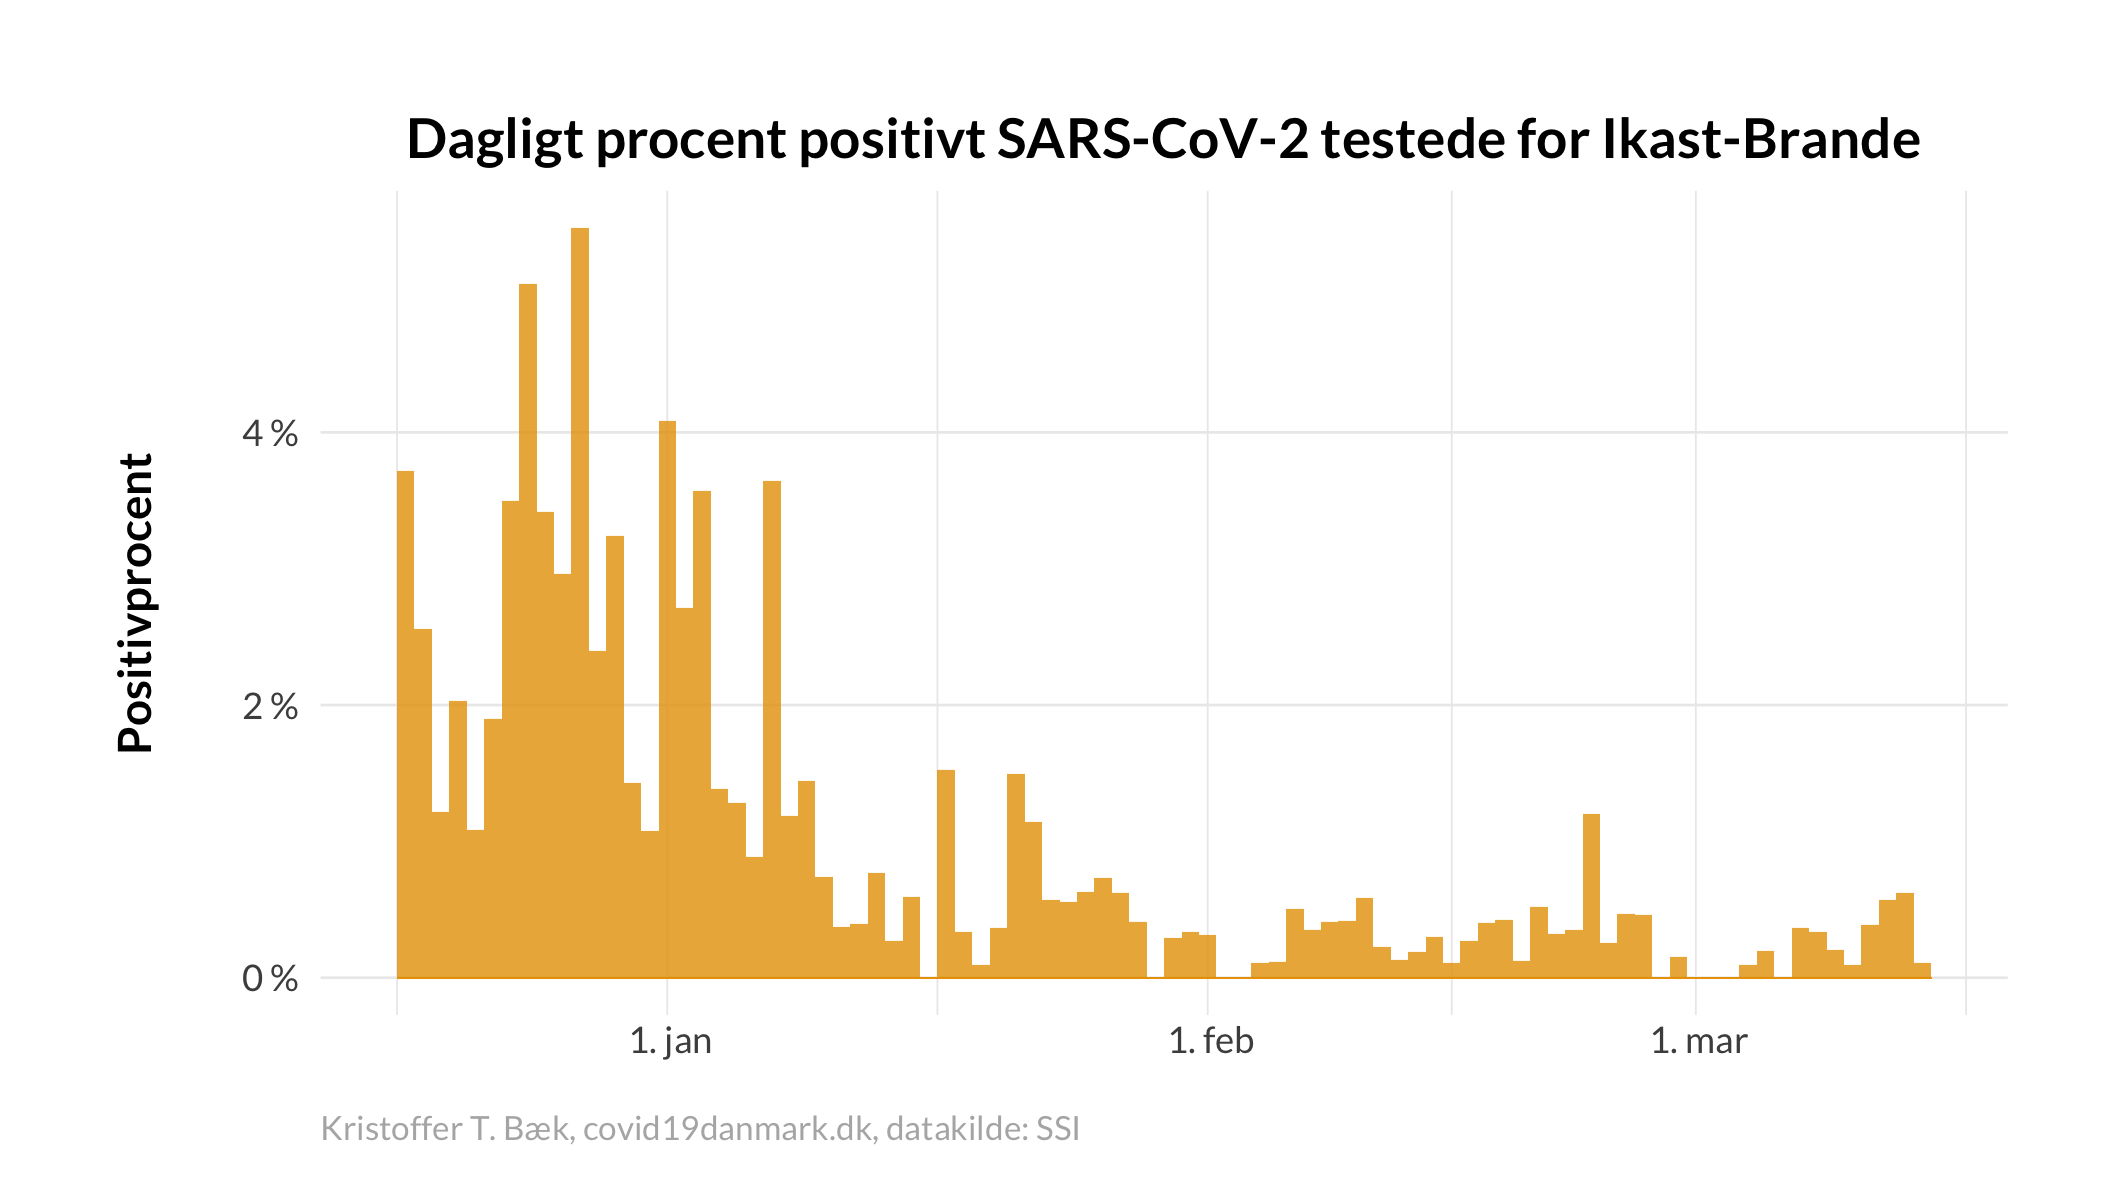 Dagligt procent positivt SARS-CoV-2 testede for Ikast-Brande
Positivprocent
4 %
2 %
0 %
1. jan
1. feb
1. mar
Kristoffer T. Bæk, covid19danmark.dk, datakilde: SSI